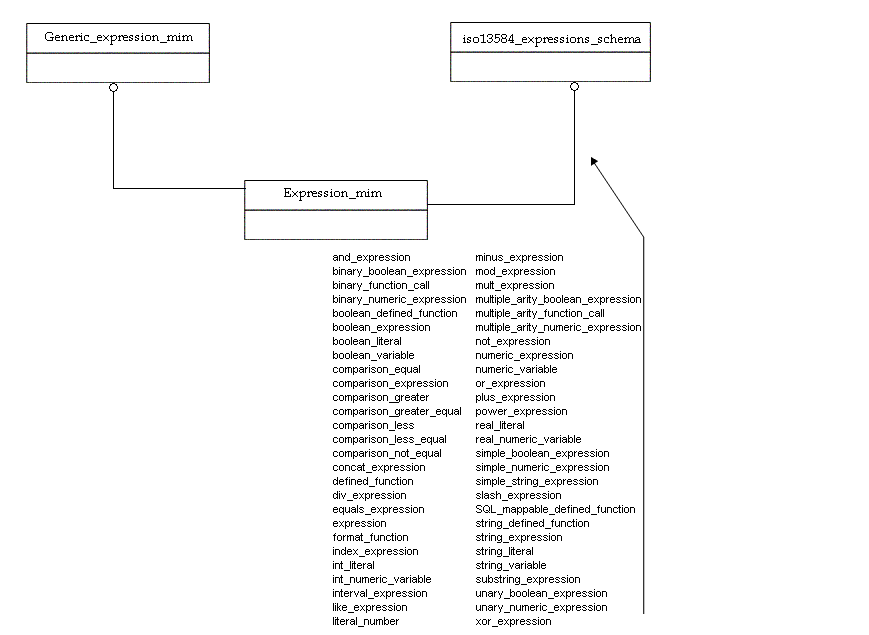 Generic_expression_mim
iso13584_expressions_schema
Expression_mim
and_expression
binary_boolean_expression
binary_function_call
binary_numeric_expression
boolean_defined_function
boolean_expression
boolean_literal
boolean_variable
comparison_equal
comparison_expression
comparison_greater
comparison_greater_equal
comparison_less
comparison_less_equal
comparison_not_equal
concat_expression
defined_function
div_expression
equals_expression
expression
format_function
index_expression
int_literal
int_numeric_variable
interval_expression
like_expression
literal_number
minus_expression
mod_expression
mult_expression
multiple_arity_boolean_expression
multiple_arity_function_call
multiple_arity_numeric_expression
not_expression
numeric_expression
numeric_variable
or_expression
plus_expression
power_expression
real_literal
real_numeric_variable
simple_boolean_expression
simple_numeric_expression
simple_string_expression
slash_expression
SQL_mappable_defined_function
string_defined_function
string_expression
string_literal
string_variable
substring_expression
unary_boolean_expression
unary_numeric_expression
xor_expression